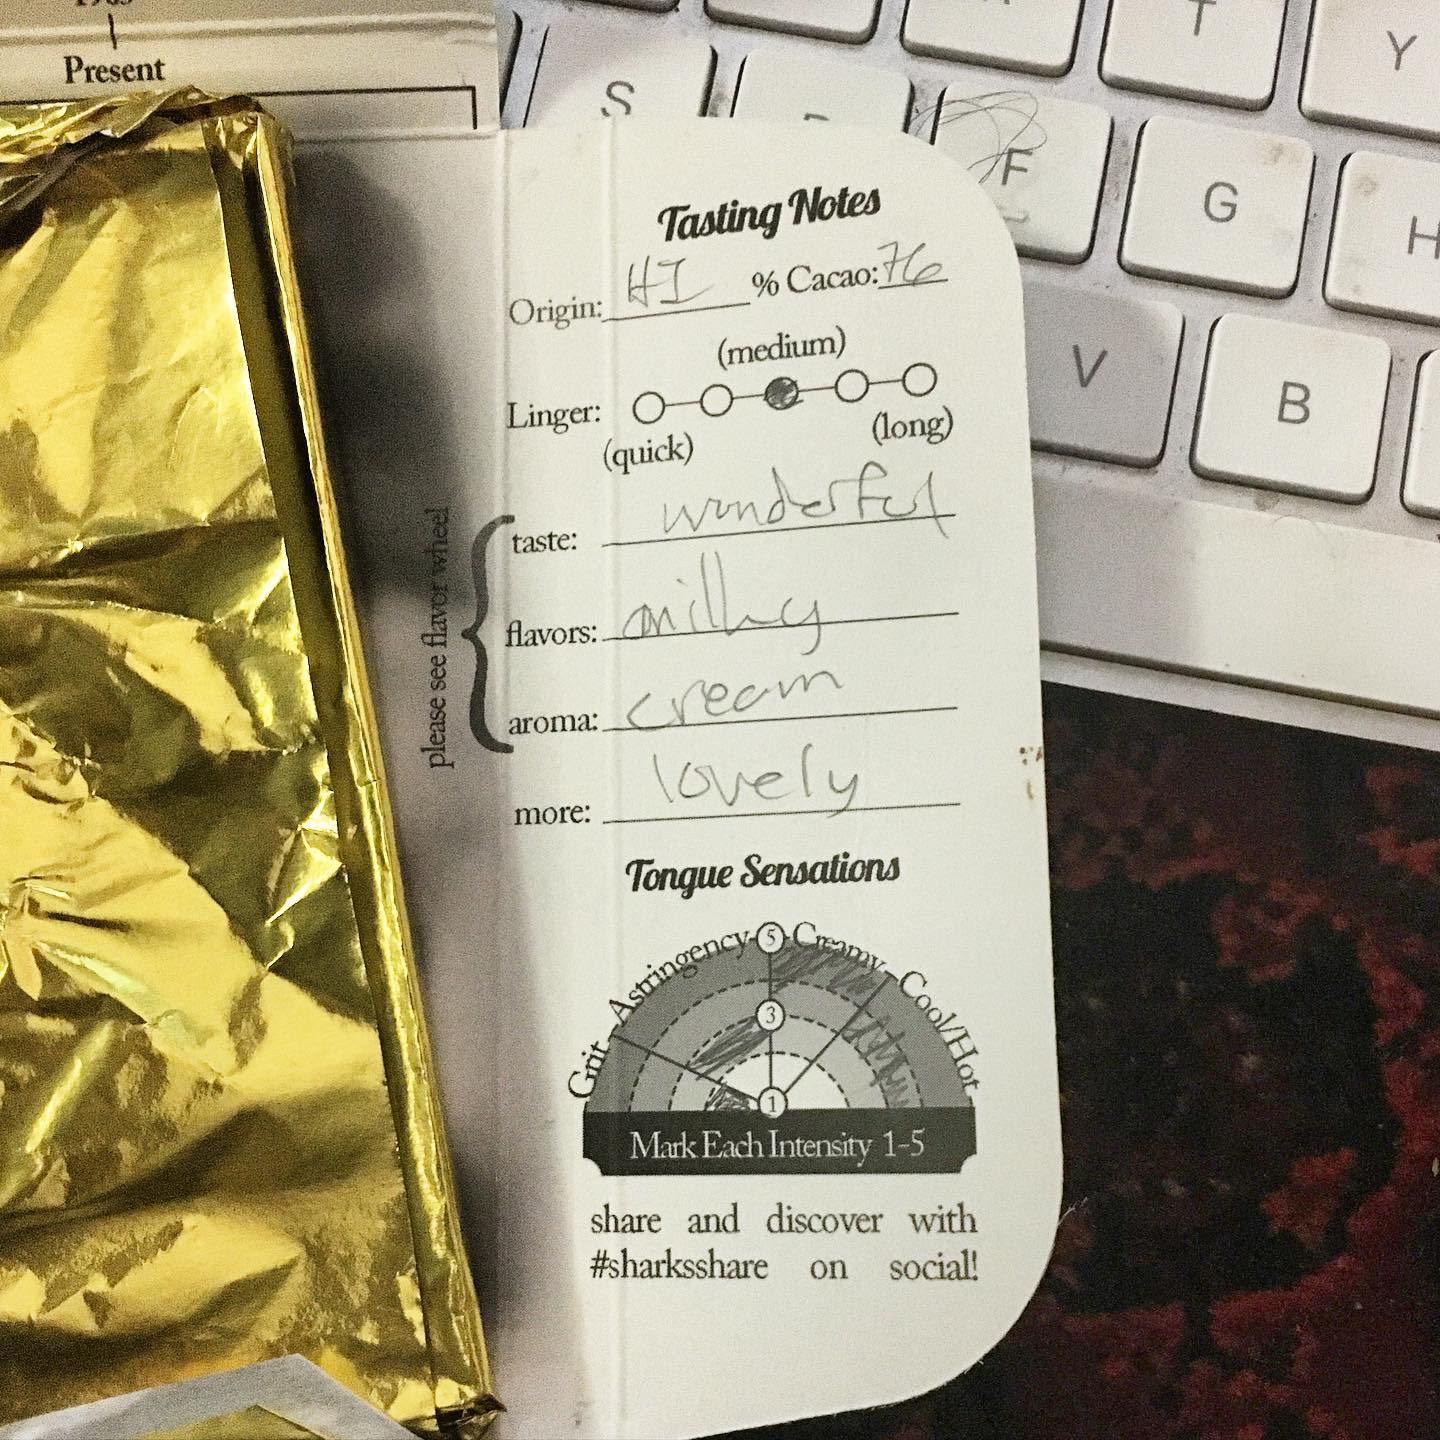 Present
Tasting Notes
Origin: HI % Cacao: 76
(medium)
Linger:
(quick)
(long)
please see flavor wheel
taste: wonderful
flavors: milky
aroma: cream
more: lovely
Tongue Sensations
Grit Astringency 5 Creamy Cool/Hot
3
1
Mark Each Intensity 1-5
share and discover with
#sharksshare on social!
S
T
Y
F
G
H
V
B